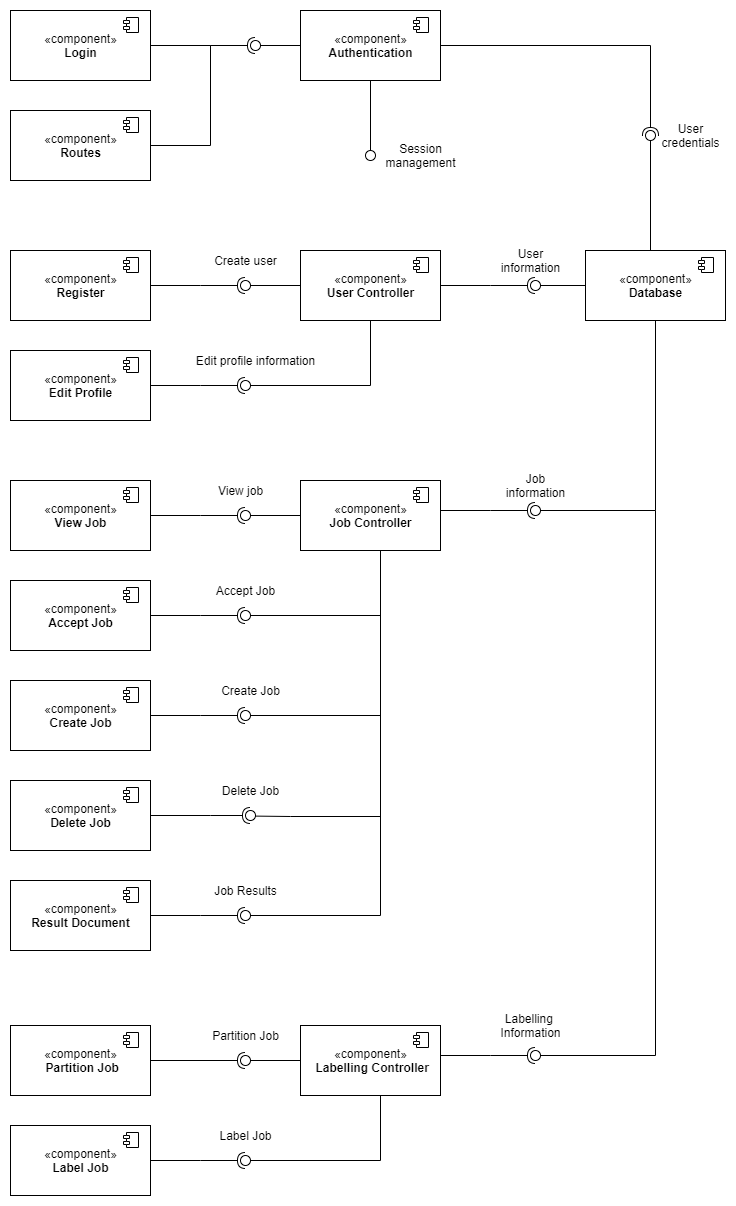 «component»
Login
«component»
Authentication
«component»
Routes
Session
management
User
credentials
«component»
Register
Create user
«component»
User Controller
User
information
«component»
Database
«component»
Edit Profile
Edit profile information
«component»
View Job
View job
«component»
Job Controller
Job
information
«component»
Accept Job
Accept Job
«component»
Create Job
Create Job
«component»
Delete Job
Delete Job
«component»
Result Document
Job Results
«component»
Partition Job
Partition Job
«component»
Labelling Controller
Labelling
Information
«component»
Label Job
Label Job